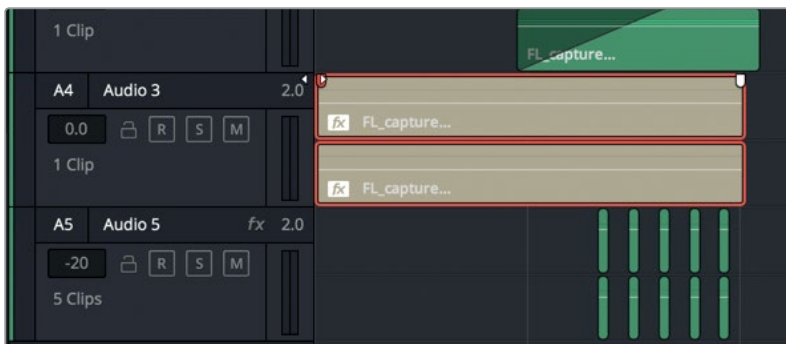 1 Clip
FL_capture...
A4 Audio 3 2.0
fx FL_capture...
0.0 R S M
1 Clip
fx FL_capture...
A5 Audio 5 fx 2.0
-20 R S M
5 Clips